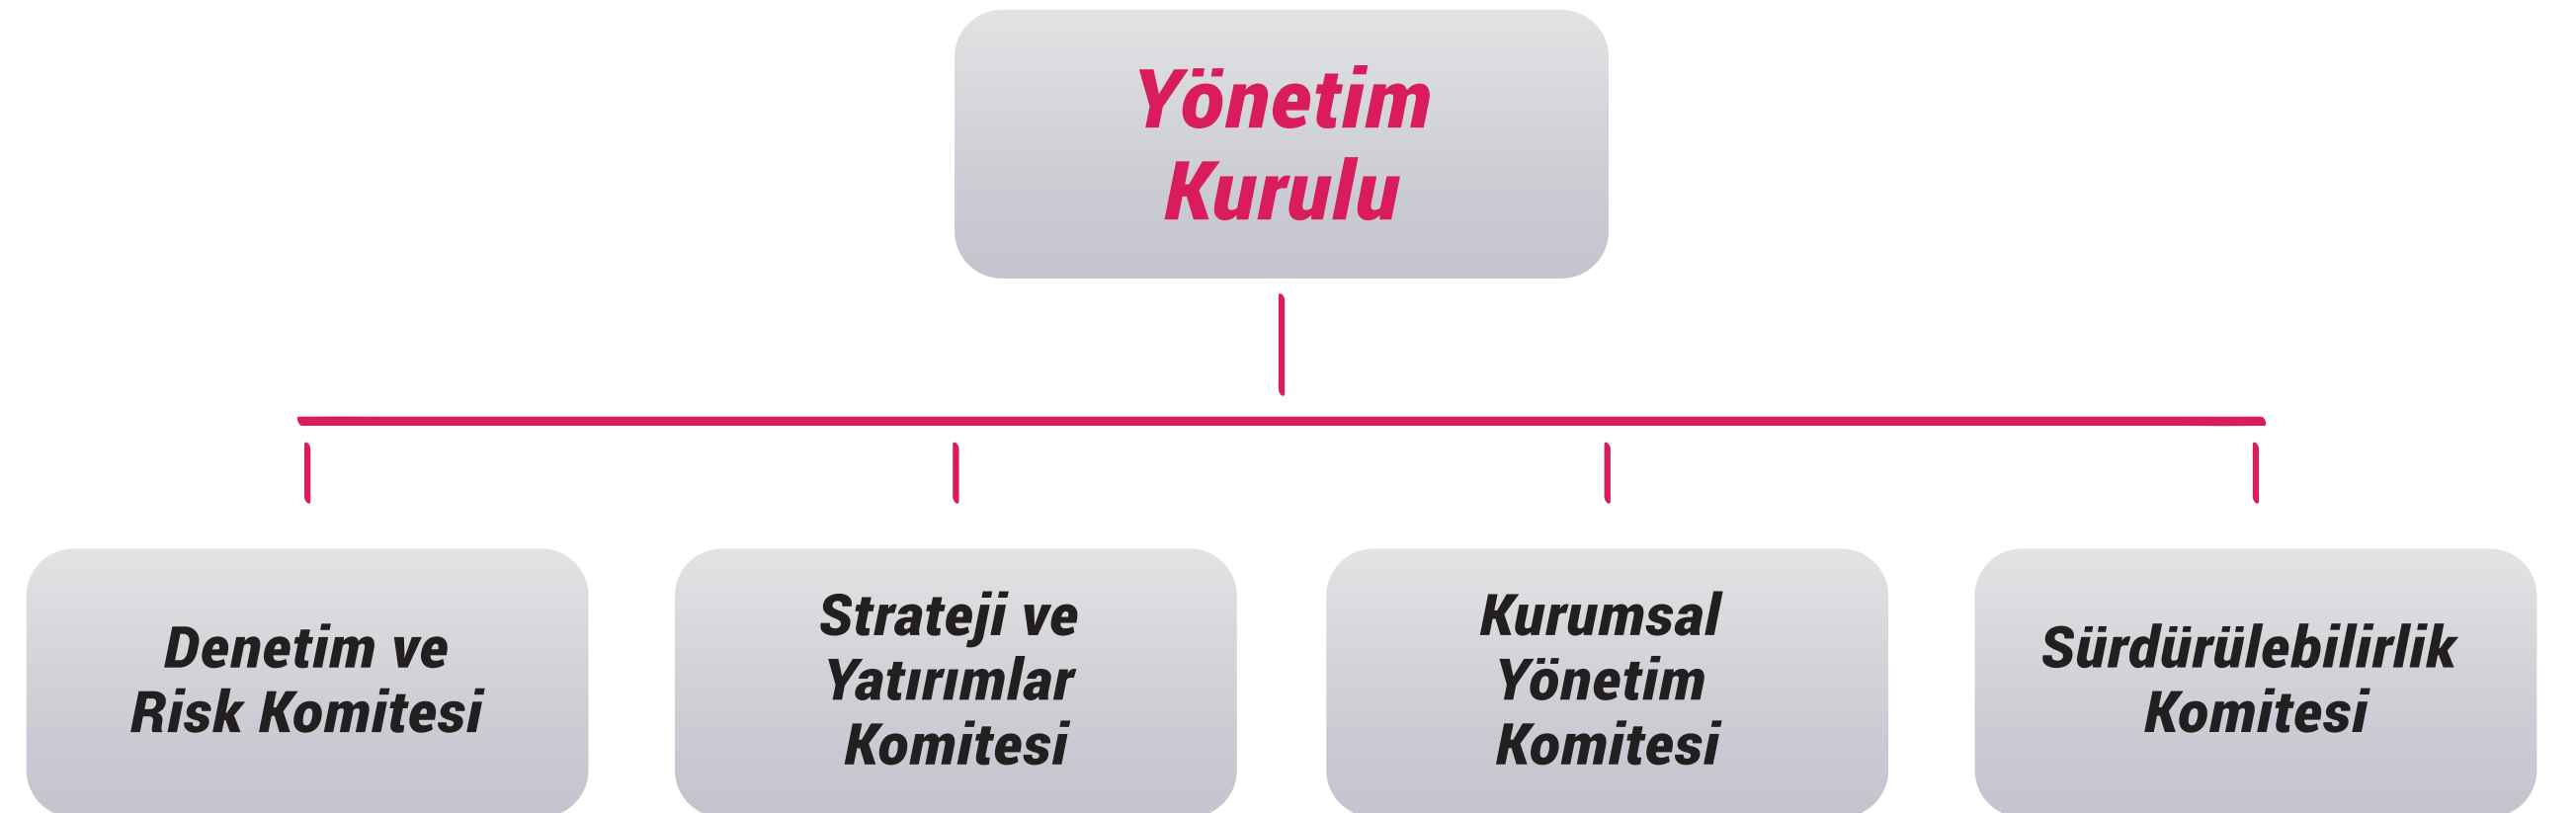 Yönetim
Kurulu
Denetim ve
Risk Komitesi
Strateji ve
Yatırımlar
Komitesi
Kurumsal
Yönetim
Komitesi
Sürdürülebilirlik
Komitesi